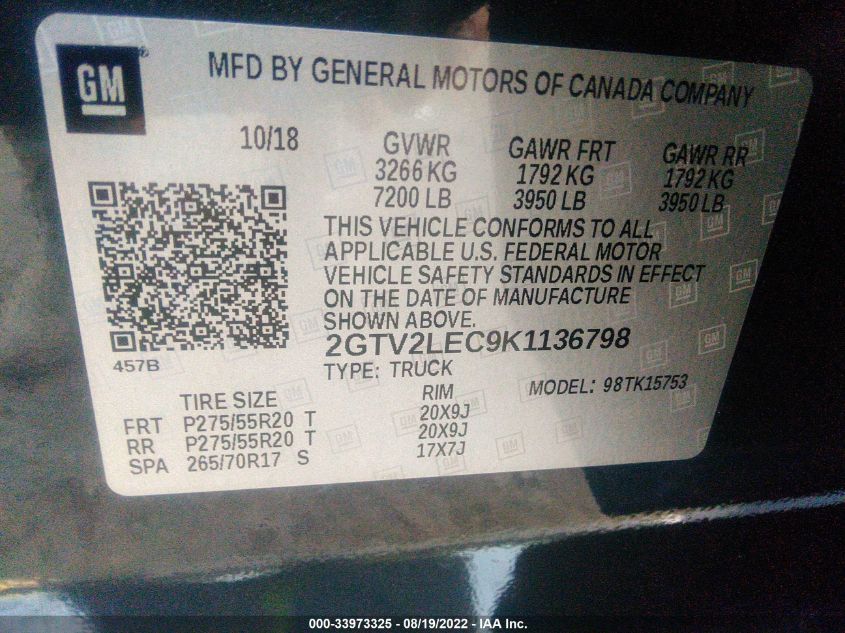 GM
MFD BY GENERAL MOTORS OF CANADA COMPANY
10/18 GVWR GAWR FRT GAWR RR
3266 KG 1792 KG 1792 KG
7200 LB 3950 LB 3950 LB
THIS VEHICLE CONFORMS TO ALL
APPLICABLE U.S. FEDERAL MOTOR
VEHICLE SAFETY STANDARDS IN EFFECT
ON THE DATE OF MANUFACTURE
SHOWN ABOVE.
2GTV2LEC9K1136798
457B
TYPE: TRUCK MODEL: 98TK15753
TIRE SIZE RIM
FRT P275/55R20 T 20X9J
RR P275/55R20 T 20X9J
SPA 265/70R17 S 17X7J
000-33973325 - 08/19/2022 - IAA Inc.